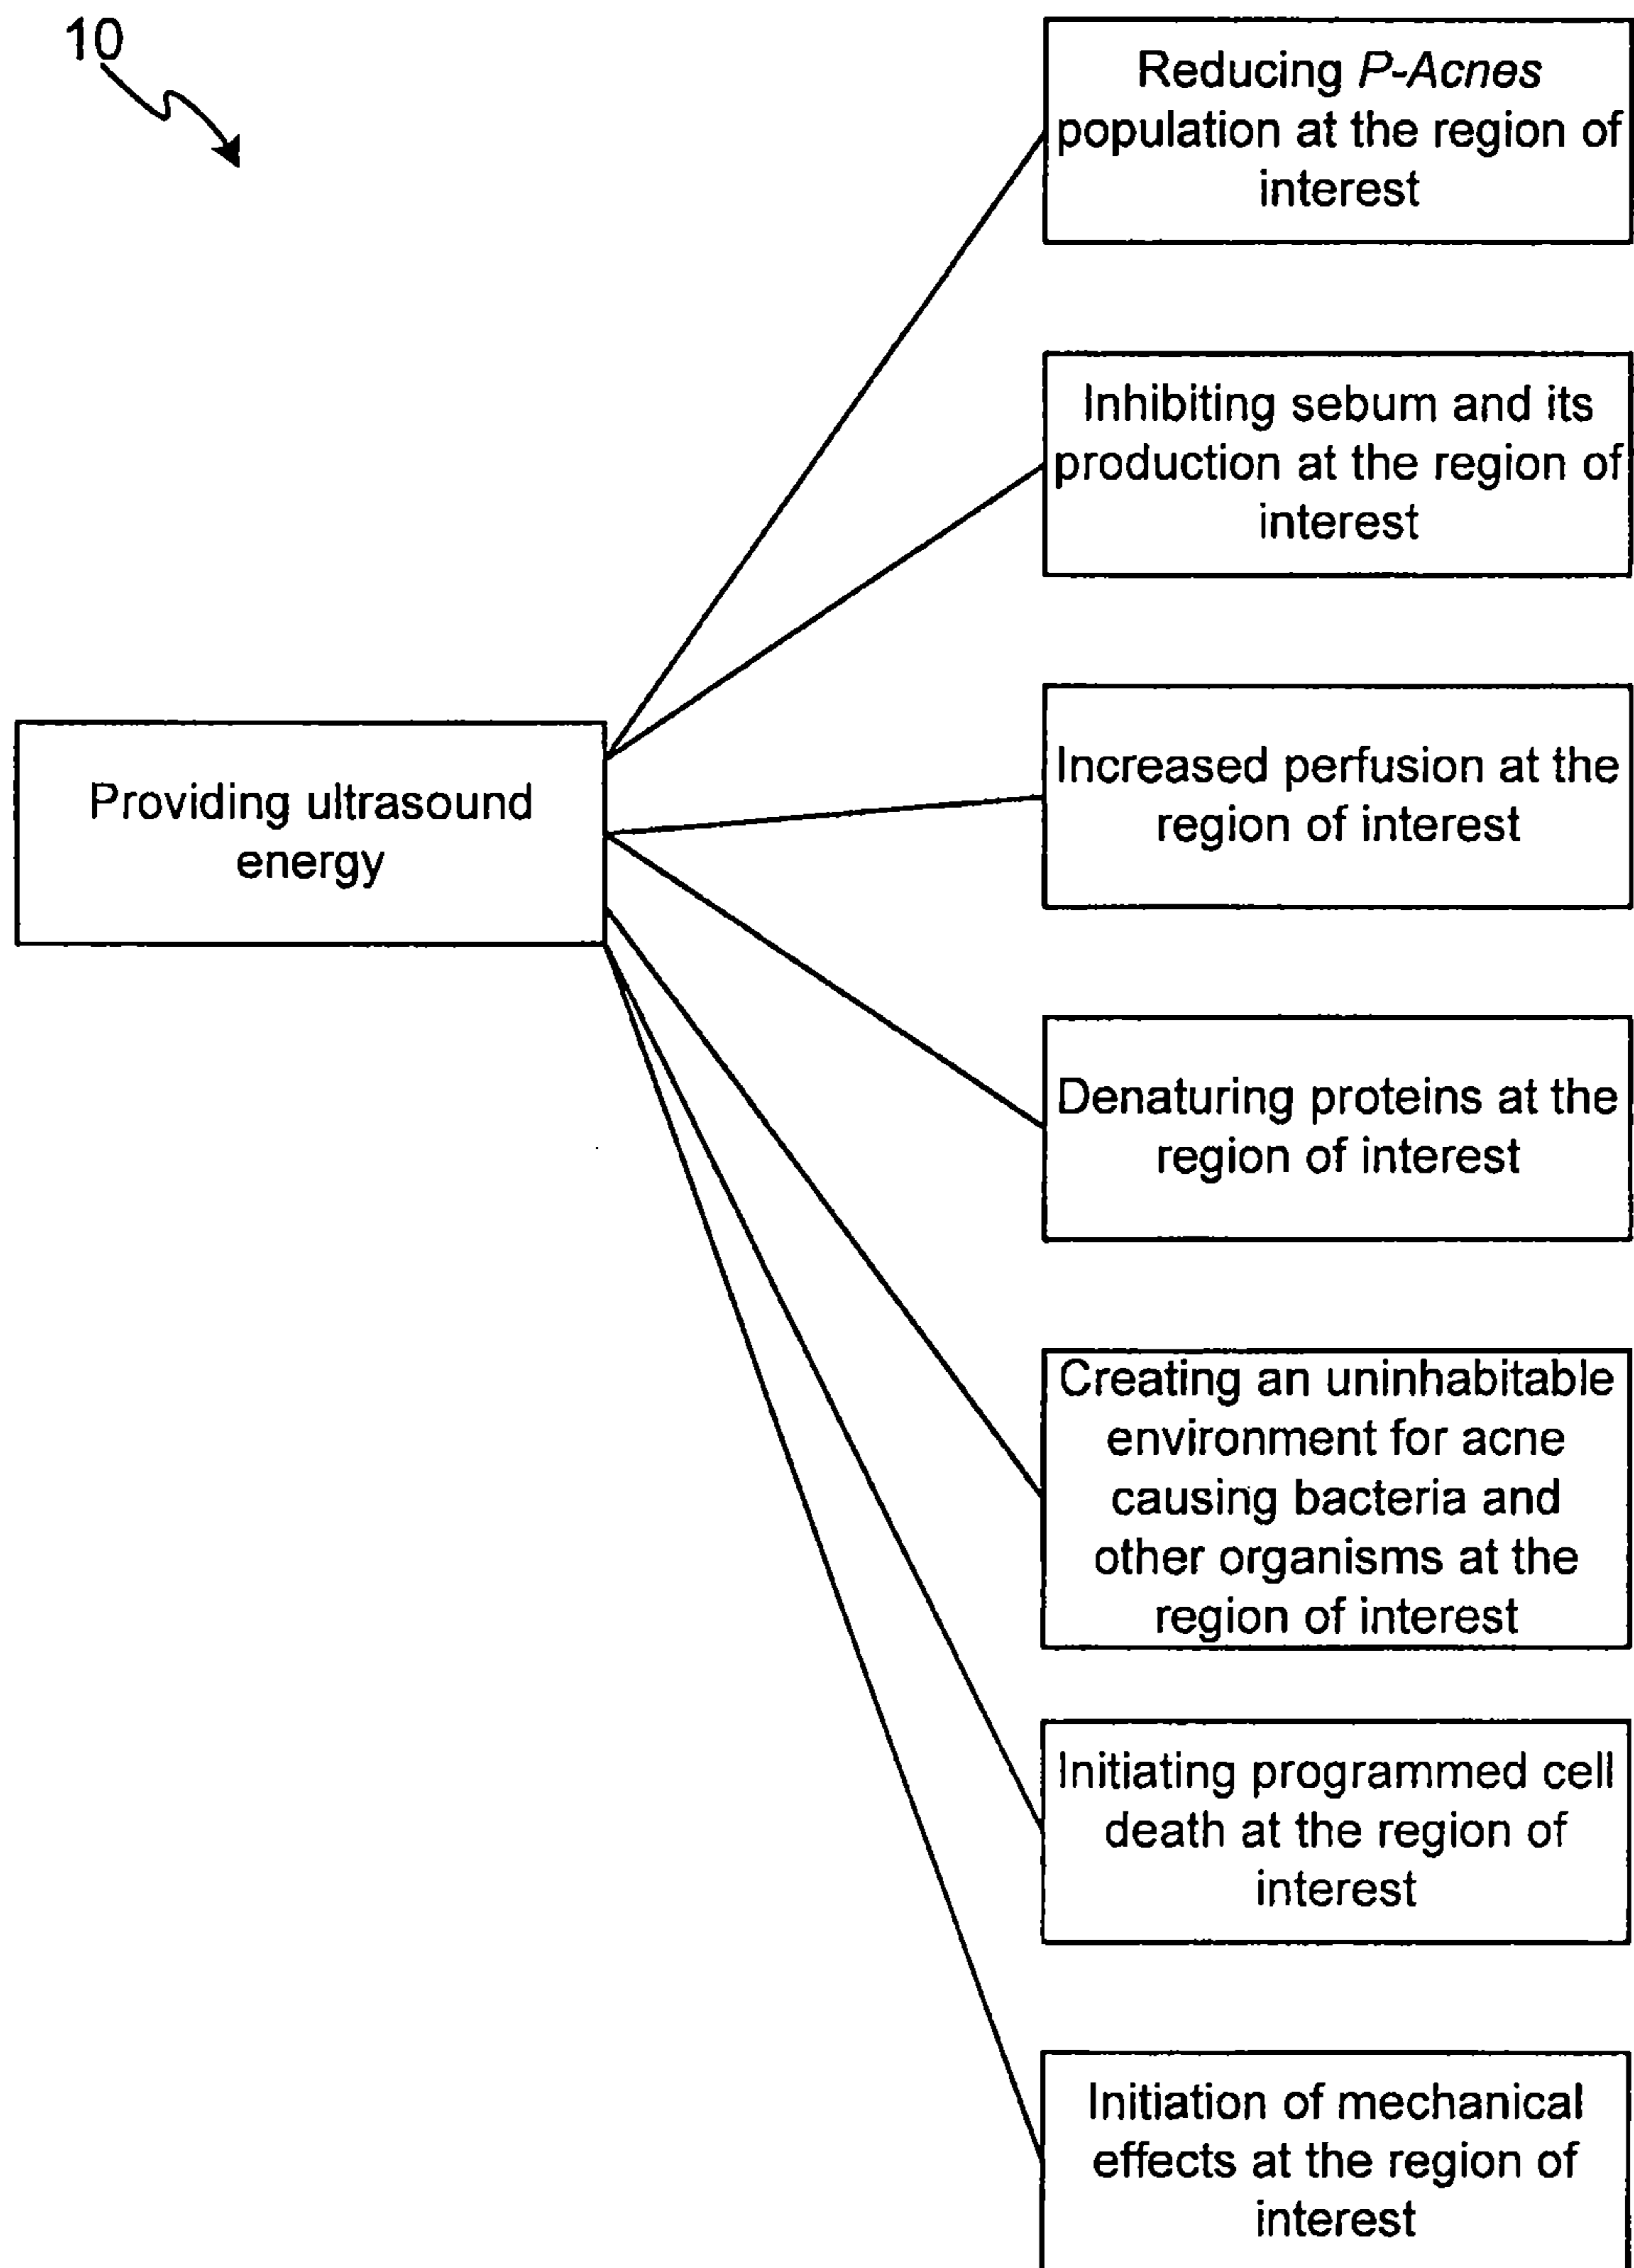 10
Reducing P-Acnes
population at the region of
interest
Inhibiting sebum and its
production at the region of
interest
Increased perfusion at the
region of interest
Providing ultrasound
energy
Denaturing proteins at the
region of interest
Creating an uninhabitable
environment for acne
causing bacteria and
other organisms at the
region of interest
Initiating programmed cell
death at the region of
interest
Initiation of mechanical
effects at the region of
interest